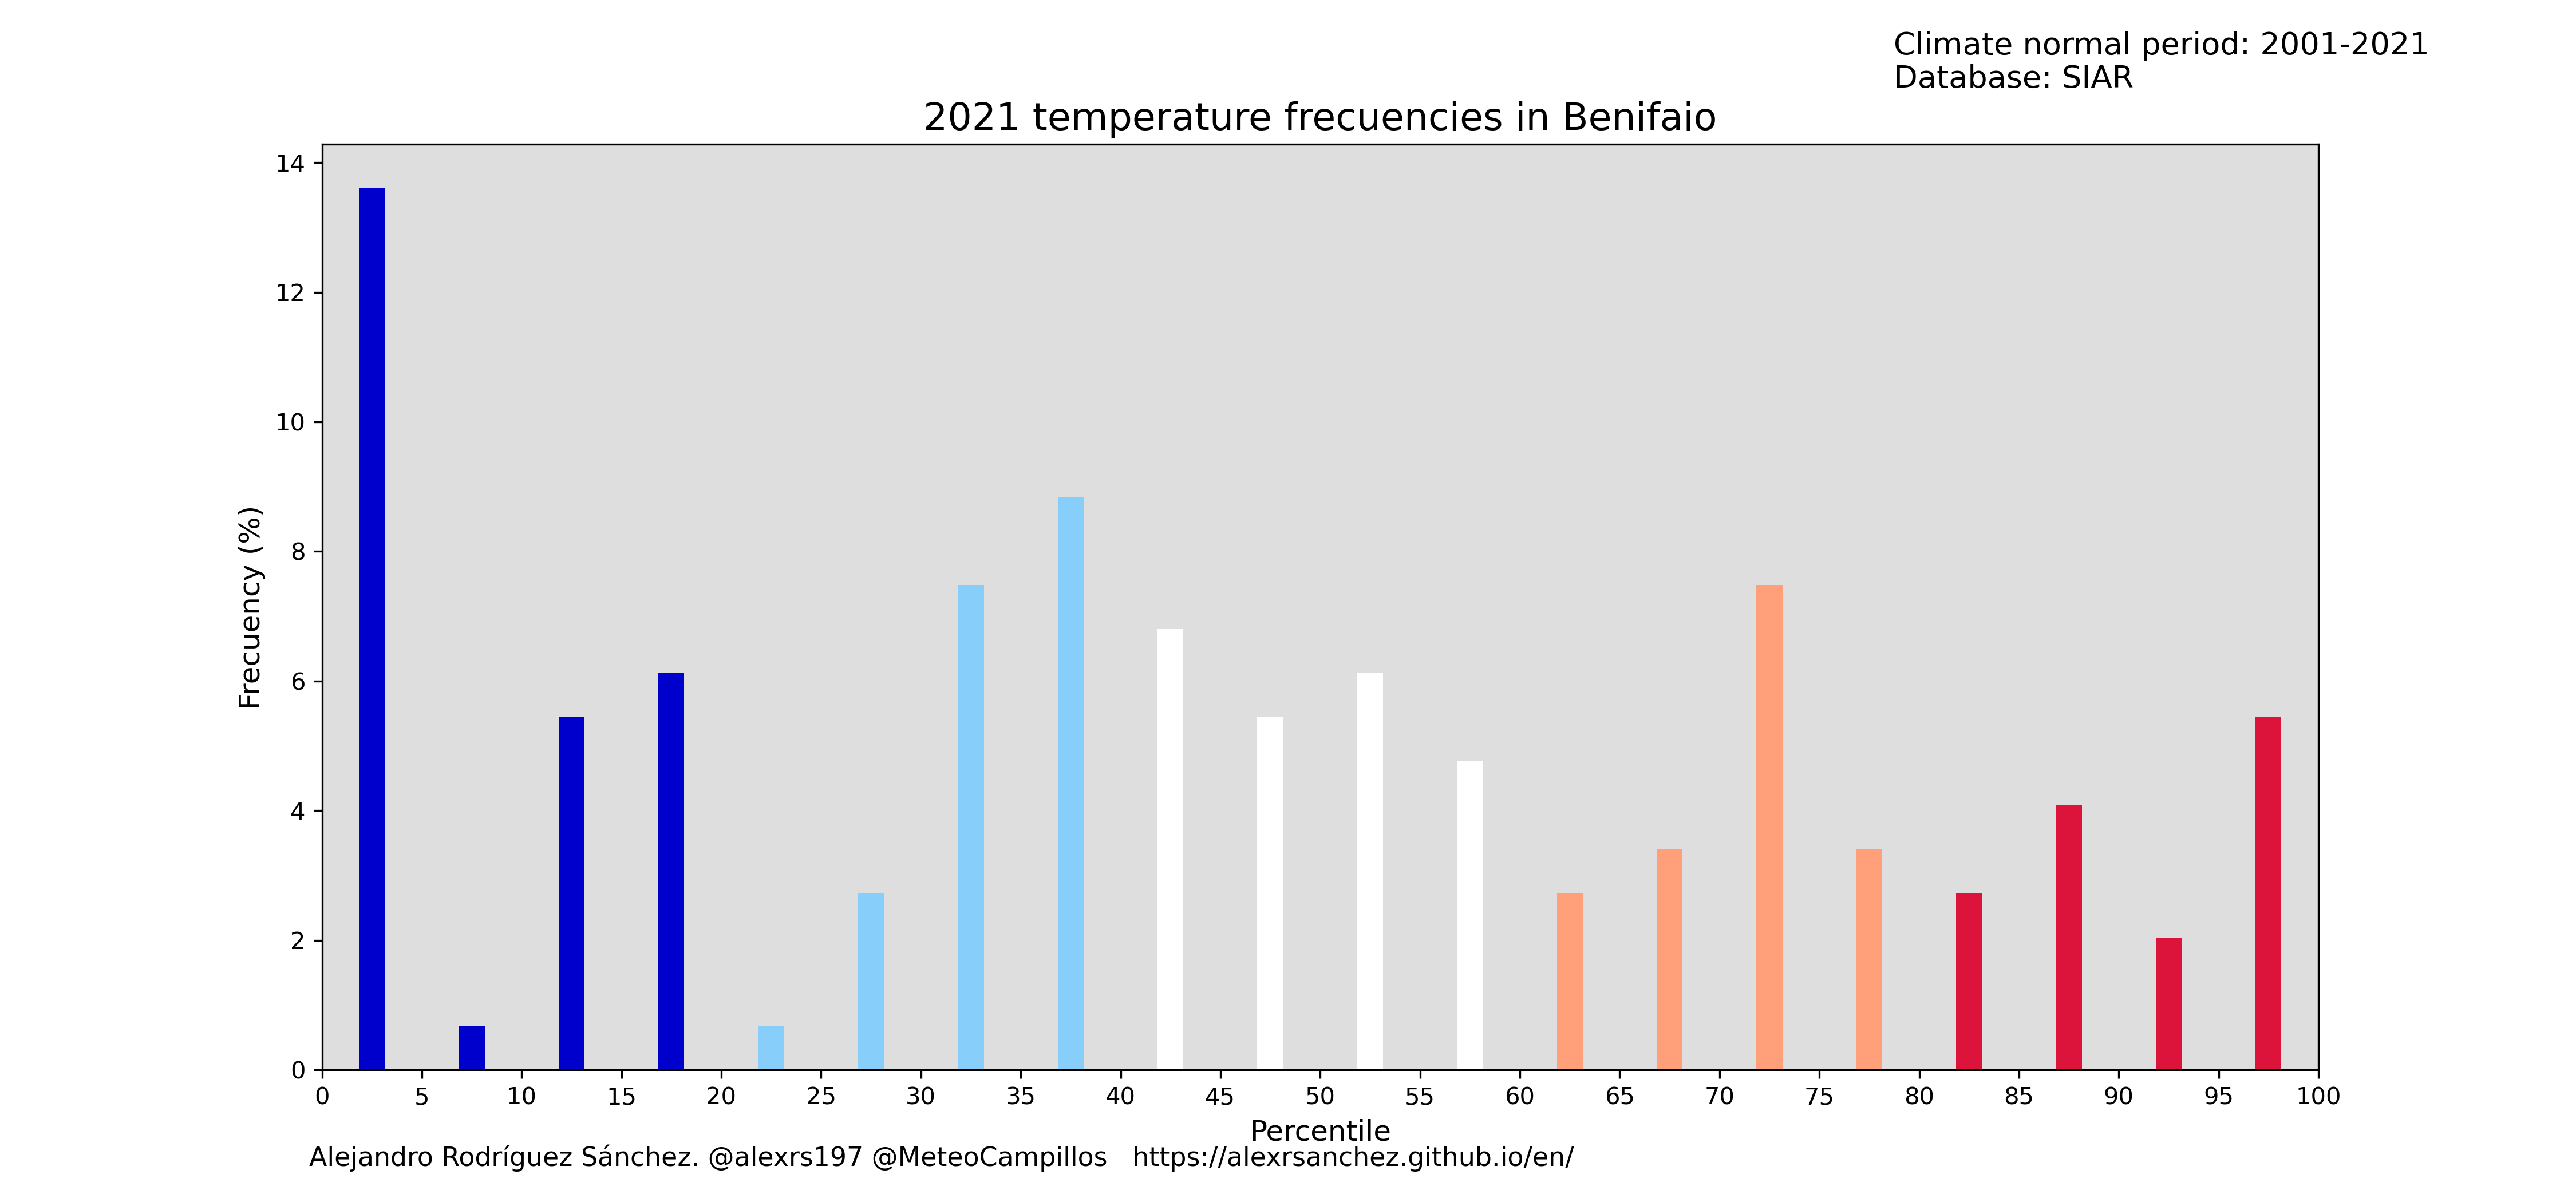 Climate normal period: 2001-2021
Database: SIAR
2021 temperature frecuencies in Benifaio
14
12
10
8
6
4
2
0
Frecuency (%)
0 5 10 15 20 25 30 35 40 45 50 55 60 65 70 75 80 85 90 95 100
Percentile
Alejandro Rodríguez Sánchez. @alexrs197 @MeteoCampillos https://alexrsanchez.github.io/en/